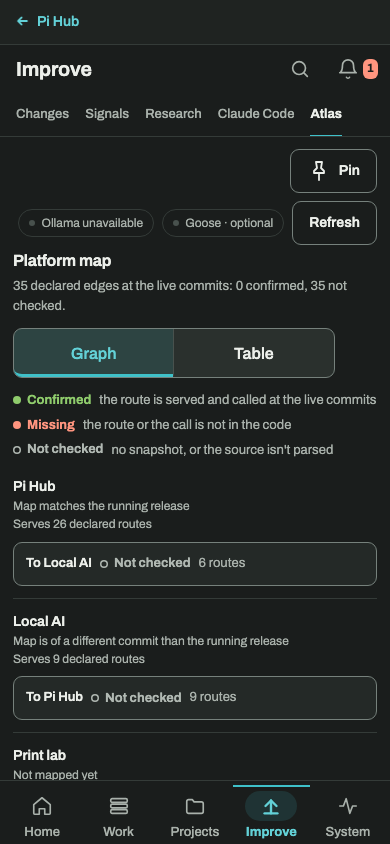 Pi Hub
Improve
1
Changes Signals Research Claude Code Atlas
Pin
Ollama unavailable Goose · optional Refresh
Platform map
35 declared edges at the live commits: 0 confirmed, 35 not
checked.
Graph Table
Confirmed the route is served and called at the live commits
Missing the route or the call is not in the code
Not checked no snapshot, or the source isn't parsed
Pi Hub
Map matches the running release
Serves 26 declared routes
To Local AI Not checked 6 routes
Local AI
Map is of a different commit than the running release
Serves 9 declared routes
To Pi Hub Not checked 9 routes
Print lab
Not mapped yet
Home Work Projects Improve System